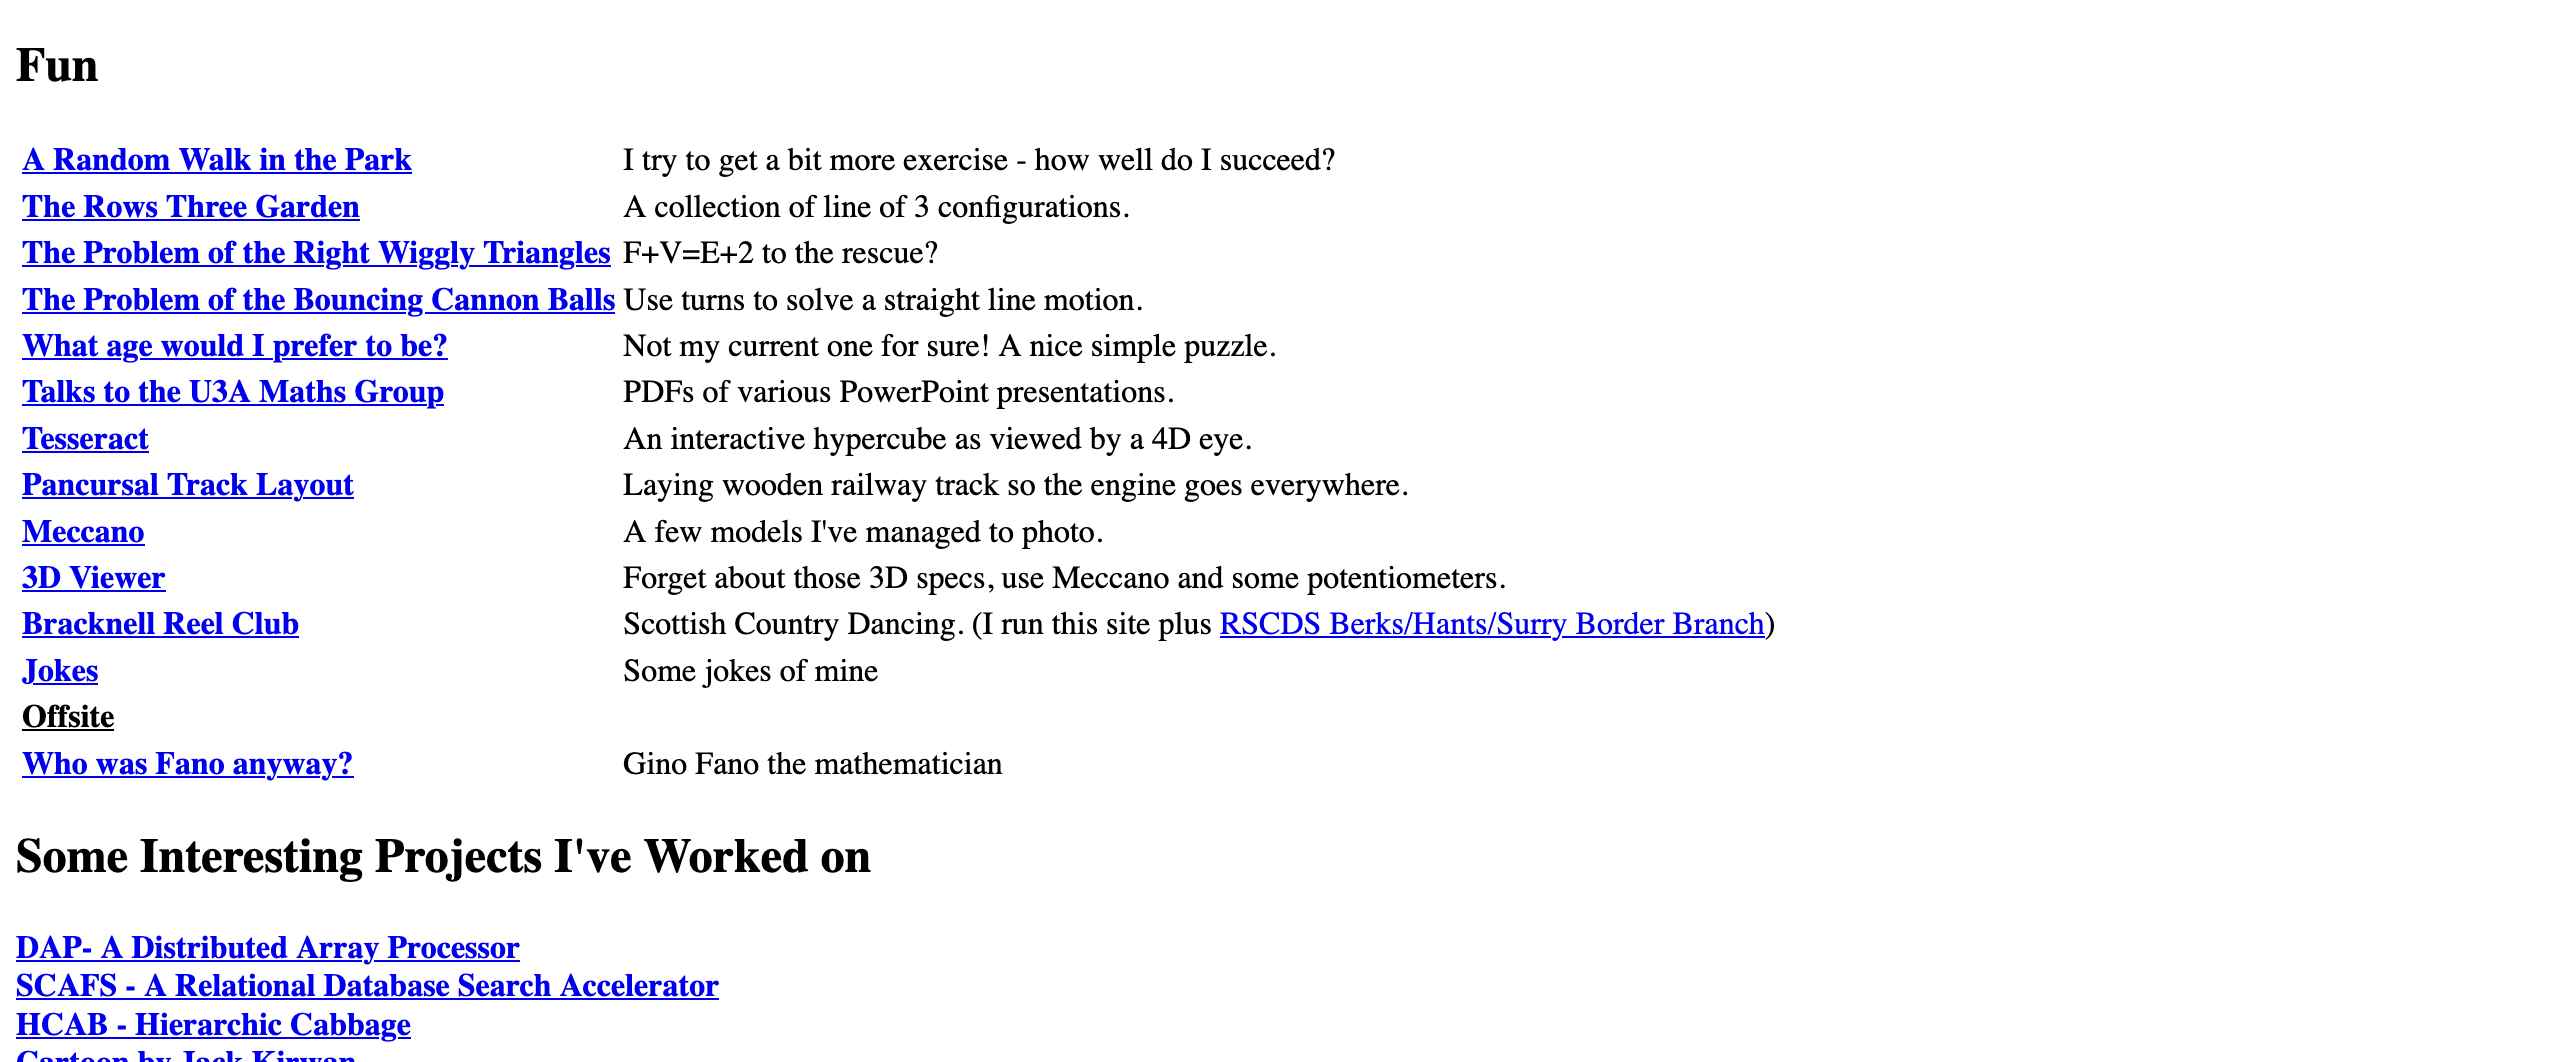 Fun
A Random Walk in the Park I try to get a bit more exercise - how well do I succeed?
The Rows Three Garden A collection of line of 3 configurations.
The Problem of the Right Wiggly Triangles F+V=E+2 to the rescue?
The Problem of the Bouncing Cannon Balls Use turns to solve a straight line motion.
What age would I prefer to be? Not my current one for sure! A nice simple puzzle.
Talks to the U3A Maths Group PDFs of various PowerPoint presentations.
Tesseract An interactive hypercube as viewed by a 4D eye.
Pancursal Track Layout Laying wooden railway track so the engine goes everywhere.
Meccano A few models I've managed to photo.
3D Viewer Forget about those 3D specs, use Meccano and some potentiometers.
Bracknell Reel Club Scottish Country Dancing. (I run this site plus RSCDS Berks/Hants/Surry Border Branch)
Jokes Some jokes of mine
Offsite
Who was Fano anyway? Gino Fano the mathematician
Some Interesting Projects I've Worked on
DAP- A Distributed Array Processor
SCAFS - A Relational Database Search Accelerator
HCAB - Hierarchic Cabbage
Cartoon by Jack Kirwan